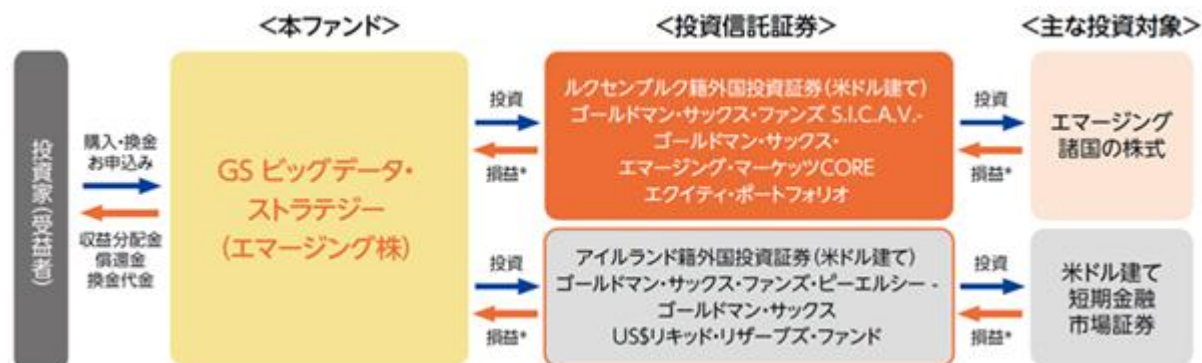 ＜本ファンド＞
＜投資信託証券＞
＜主な投資対象＞
投資家(受益者)
購入・換金
お申込み
収益分配金
償還金
換金代金
GS ビッグデータ・
ストラテジー
(エマージング株)
投資
損益*
ルクセンブルク籍外国投資証券(米ドル建て)
ゴールドマン・サックス・ファンズ S.I.C.A.V.-
ゴールドマン・サックス・
エマージング・マーケッツCORE
エクイティ・ポートフォリオ
投資
損益*
エマージング
諸国の株式
投資
損益*
アイルランド籍外国投資証券(米ドル建て)
ゴールドマン・サックス・ファンズ・ピーエルシー -
ゴールドマン・サックス
US$リキッド・リザーブズ・ファンド
投資
損益*
米ドル建て
短期金融
市場証券